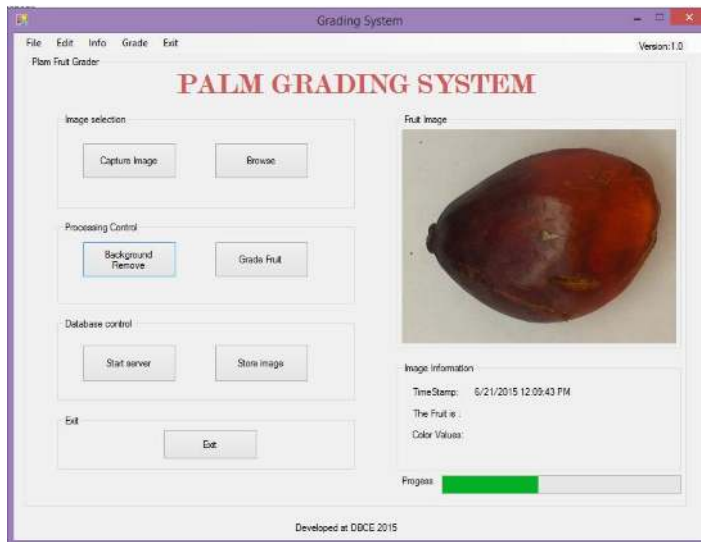 Grading System
File Edit Info Grade Exit
Version:1.0
Plam Fruit Grader
PALM GRADING SYSTEM
Image selection
Capture Image
Browse
Processing Control
Background
Remove
Grade Fruit
Database control
Start server
Store image
Exit
Exit
Fruit Image
Image Information
TimeStamp: 6/21/2015 12:09:43 PM
The Fruit is :
Color Values:
Progess
Developed at DBCE 2015